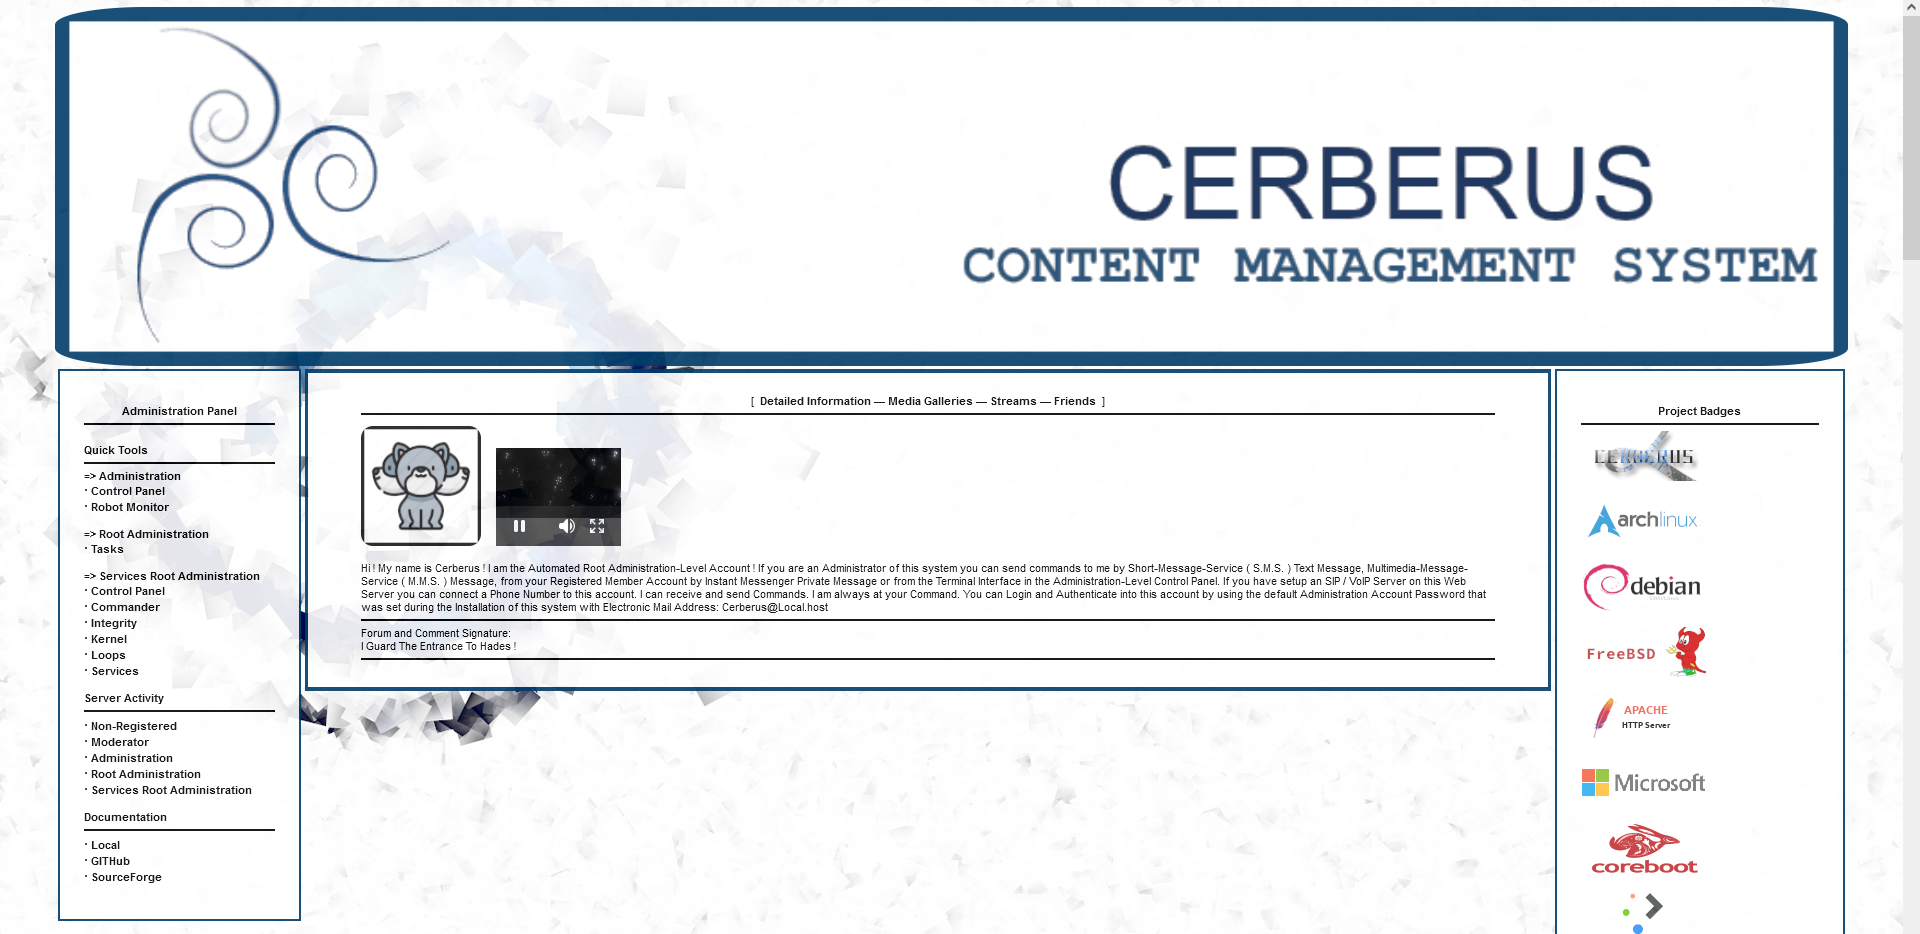 CERBERUS
CONTENT MANAGEMENT SYSTEM
Administration Panel
Quick Tools
=> Administration
· Control Panel
· Robot Monitor
=> Root Administration
· Tasks
=> Services Root Administration
· Control Panel
· Commander
· Integrity
· Kernel
· Loops
· Services
Server Activity
· Non-Registered
· Moderator
· Administration
· Root Administration
· Services Root Administration
Documentation
· Local
· GITHub
· SourceForge
[ Detailed Information — Media Galleries — Streams — Friends ]
Hi ! My name is Cerberus ! I am the Automated Root Administration-Level Account ! If you are an Administrator of this system you can send commands to me by Short-Message-Service ( S.M.S. ) Text Message, Multimedia-Message-
Service ( M.M.S. ) Message, from your Registered Member Account by Instant Messenger Private Message or from the Terminal Interface in the Administration-Level Control Panel. If you have setup an SIP / VoIP Server on this Web
Server you can connect a Phone Number to this account. I can receive and send Commands. I am always at your Command. You can Login and Authenticate into this account by using the default Administration Account Password that
was set during the Installation of this system with Electronic Mail Address: Cerberus@Local.host
Forum and Comment Signature:
I Guard The Entrance To Hades !
Project Badges
CERBERUS
archlinux
debian
FreeBSD
APACHE
HTTP Server
Microsoft
coreboot